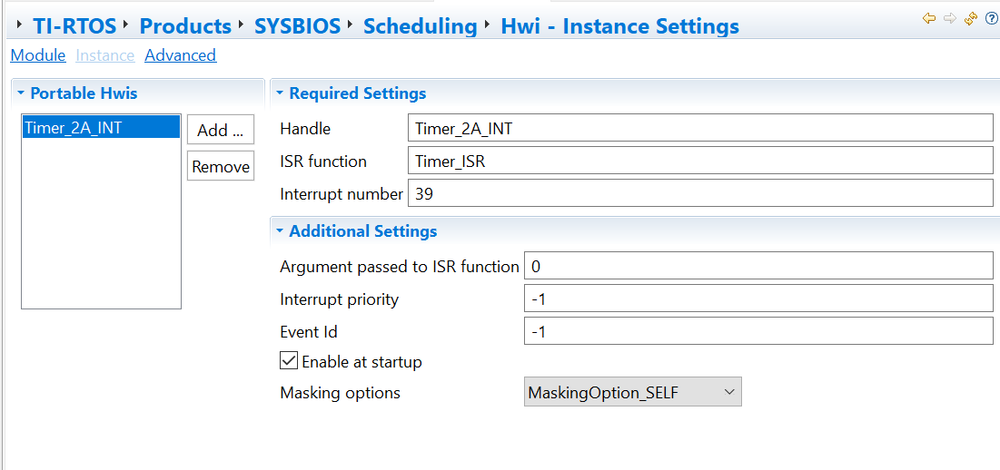 TI-RTOS Products SYSBIOS Scheduling Hwi - Instance Settings
Module Instance Advanced
Portable Hwis
Timer_2A_INT
Add ...
Remove
Required Settings
Handle Timer_2A_INT
ISR function Timer_ISR
Interrupt number 39
Additional Settings
Argument passed to ISR function 0
Interrupt priority -1
Event Id -1
Enable at startup
Masking options MaskingOption_SELF